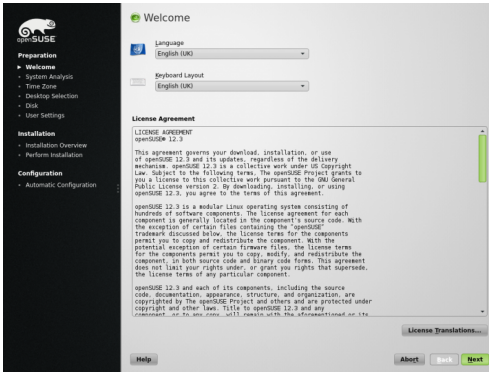 openSUSE
Preparation
Welcome
System Analysis
Time Zone
Desktop Selection
Disk
User Settings
Installation
Installation Overview
Perform Installation
Configuration
Automatic Configuration
Welcome
Language
English (UK)
Keyboard Layout
English (UK)
License Agreement
LICENSE AGREEMENT
openSUSE® 12.3
This agreement governs your download, installation, or use
of openSUSE 12.3 and its updates, regardless of the delivery
mechanism. openSUSE 12.3 is a collective work under US Copyright
Law. Subject to the following terms, The openSUSE Project grants to
you a license to this collective work pursuant to the GNU General
Public License version 2. By downloading, installing, or using
openSUSE 12.3, you agree to the terms of this agreement.
openSUSE 12.3 is a modular Linux operating system consisting of
hundreds of software components. The license agreement for each
component is generally located in the component's source code. With
the exception of certain files containing the "openSUSE"
trademark discussed below, the license terms for the components
permit you to copy and redistribute the component. With the
potential exception of certain firmware files, the license terms
for the components permit you to copy, modify, and redistribute the
component, in both source code and binary code forms. This agreement
does not limit your rights under, or grant you rights that supersede,
the license terms of any particular component.
openSUSE 12.3 and each of its components, including the source
code, documentation, appearance, structure, and organization, are
copyrighted by The openSUSE Project and others and are protected under
copyright and other laws. Title to openSUSE 12.3 and any
component, or to any copy, will remain with the aforementioned or its
License Translations...
Help
Abort
Back
Next